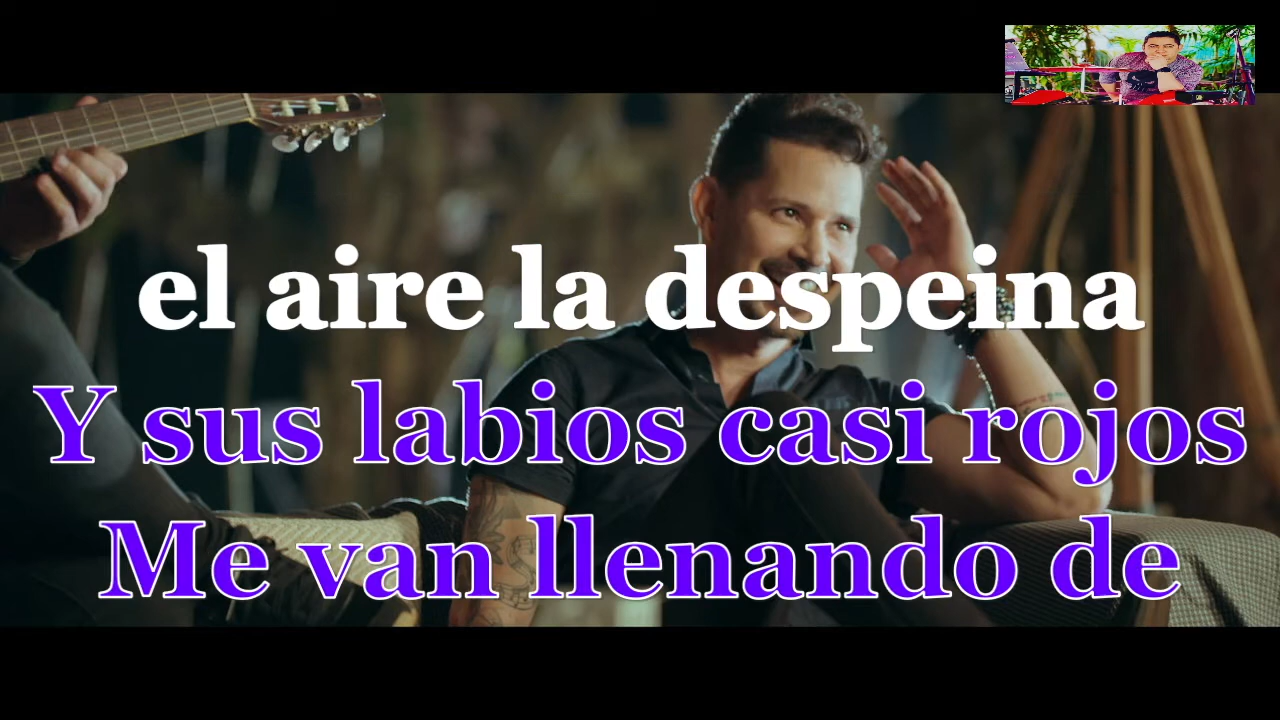 el aire la despeina
Y sus labios casi rojos
Me van llenando de